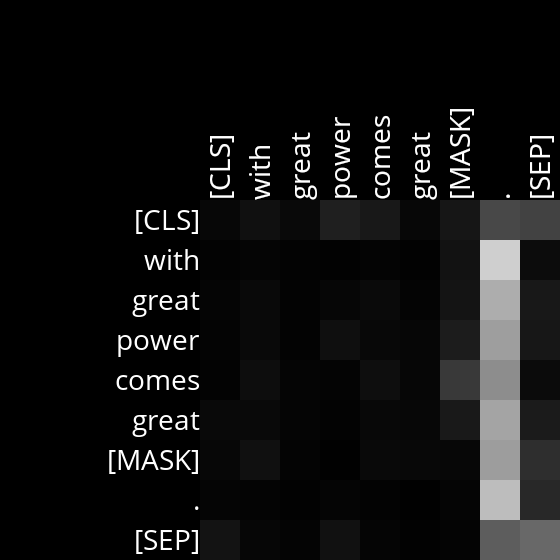 [CLS] with great power comes great [MASK] . [SEP]
[CLS]
with
great
power
comes
great
[MASK]
.
[SEP]